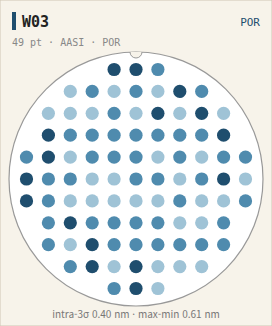 W03 POR
49 pt · AASI · POR
intra-3σ 0.40 nm · max-min 0.61 nm